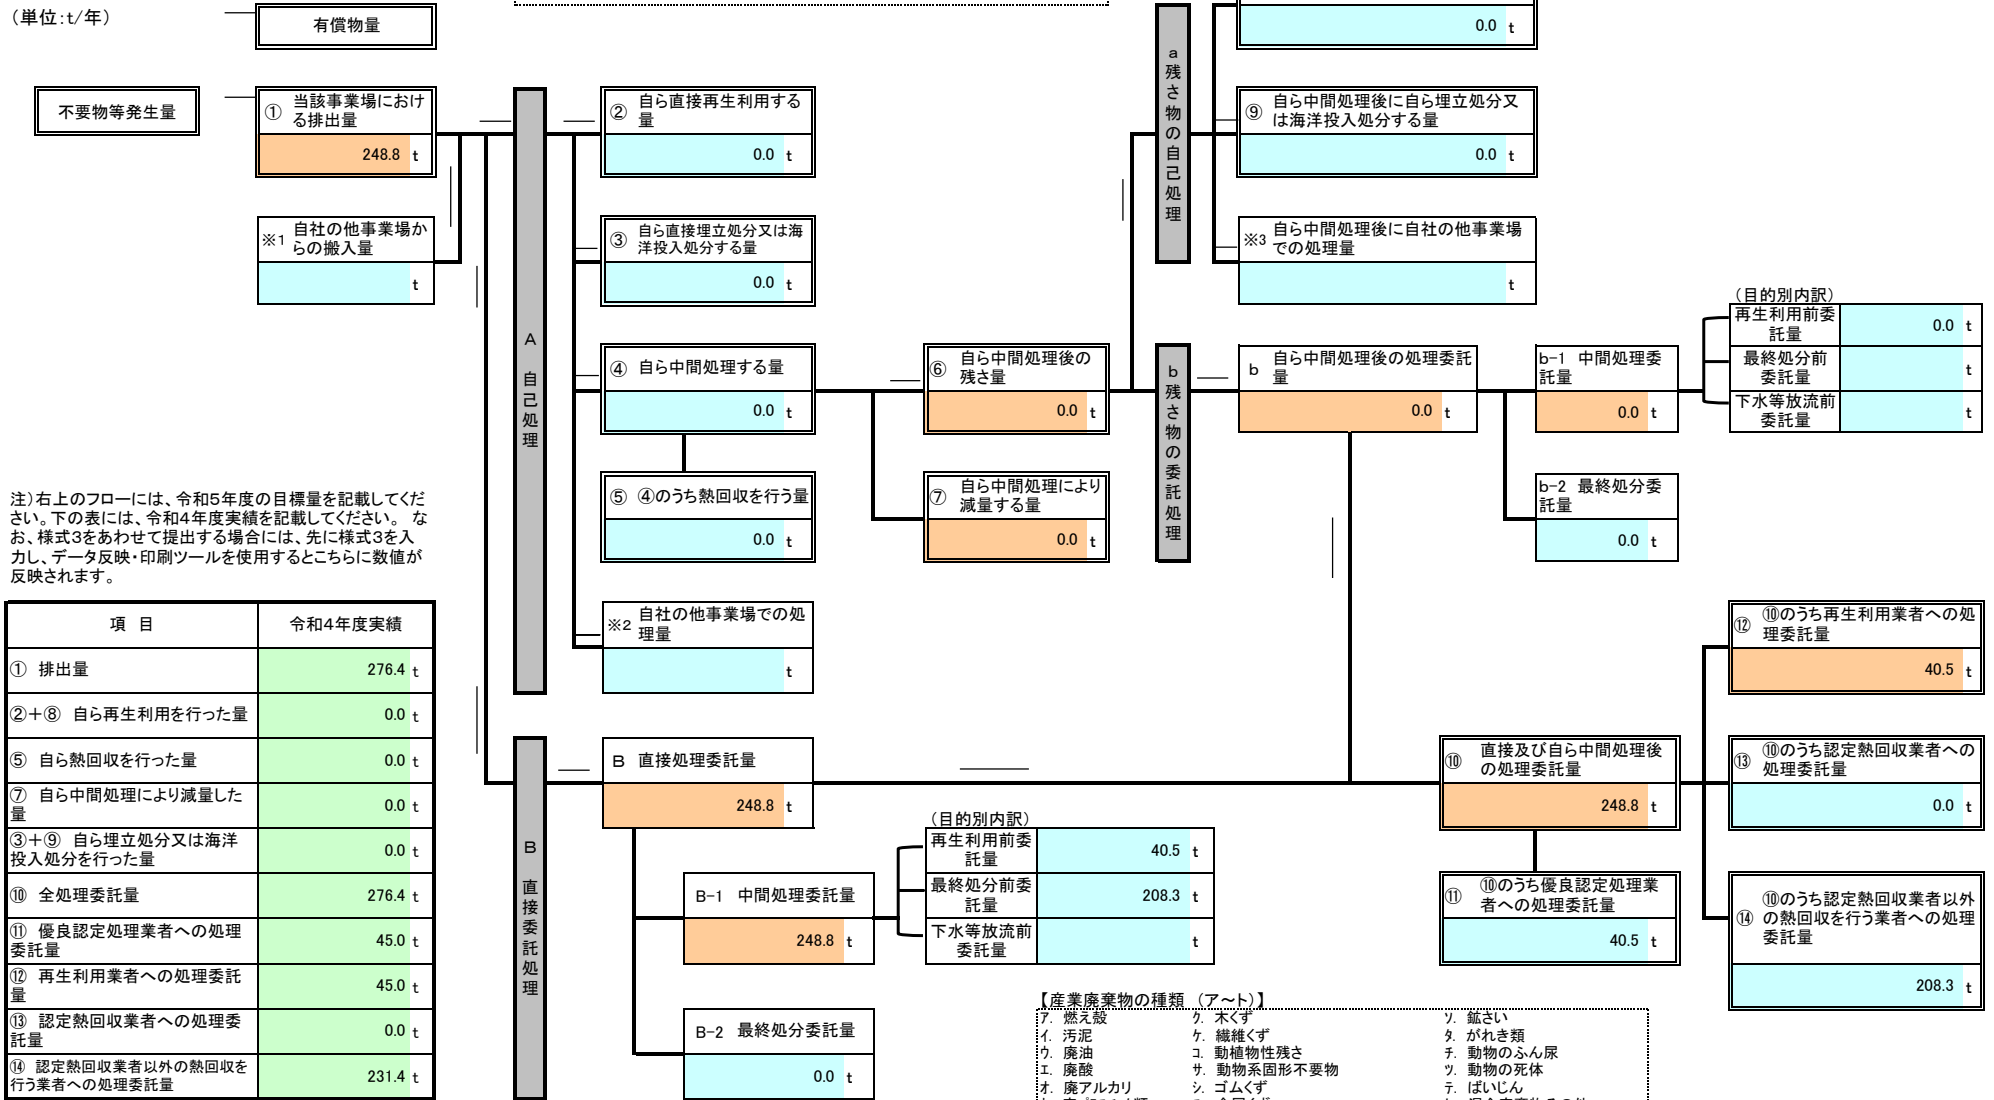 （単位：t/年）
有償物量
不要物等発生量
① 当該事業場におけ
る排出量
248.8 t
※1 自社の他事業場か
らの搬入量
t
A 自己処理
② 自ら直接再生利用する
量
0.0 t
③ 自ら直接埋立処分又は海
洋投入処分する量
0.0 t
④ 自ら中間処理する量
0.0 t
⑤ ④のうち熱回収を行う量
0.0 t
※2 自社の他事業場での処
理量
t
⑥ 自ら中間処理後の
残さ量
0.0 t
⑦ 自ら中間処理により
減量する量
0.0 t
a 残さ物の自己処理
0.0 t
⑨ 自ら中間処理後に自ら埋立処分又
は海洋投入処分する量
0.0 t
※3 自ら中間処理後に自社の他事業場
での処理量
t
b 残さ物の委託処理
b 自ら中間処理後の処理委託
量
0.0 t
b-1 中間処理委
託量
0.0 t
（目的別内訳）
再生利用前委
託量
0.0 t
最終処分前
委託量
t
下水等放流前
委託量
t
b-2 最終処分委
託量
0.0 t
注）右上のフローには、令和5年度の目標量を記載してくだ
さい。下の表には、令和4年度実績を記載してください。 な
お、様式3をあわせて提出する場合には、先に様式3を入
力し、データ反映・印刷ツールを使用するとこちらに数値が
反映されます。
項 目 令和4年度実績
① 排出量 276.4 t
②＋⑧ 自ら再生利用を行った量 0.0 t
⑤ 自ら熱回収を行った量 0.0 t
⑦ 自ら中間処理により減量した
量 0.0 t
③＋⑨ 自ら埋立処分又は海洋
投入処分を行った量 0.0 t
⑩ 全処理委託量 276.4 t
⑪ 優良認定処理業者への処理
委託量 45.0 t
⑫ 再生利用業者への処理委託
量 45.0 t
⑬ 認定熱回収業者への処理委
託量 0.0 t
⑭ 認定熱回収業者以外の熱回収を
行う業者への処理委託量 231.4 t
B 直接委託処理
B 直接処理委託量
248.8 t
B-1 中間処理委託量
248.8 t
（目的別内訳）
再生利用前委
託量
40.5 t
最終処分前委
託量
208.3 t
下水等放流前
委託量
t
B-2 最終処分委託量
0.0 t
⑩ 直接及び自ら中間処理後
の処理委託量
248.8 t
⑪ ⑩のうち優良認定処理業
者への処理委託量
40.5 t
⑫ ⑩のうち再生利用業者への処
理委託量
40.5 t
⑬ ⑩のうち認定熱回収業者への
処理委託量
0.0 t
⑭ ⑩のうち認定熱回収業者以外
の熱回収を行う業者への処理
委託量
208.3 t
【産業廃棄物の種類 （ア～ト）】
ア. 燃え殻 ク. 木くず ソ. 鉱さい
イ. 汚泥 ケ. 繊維くず タ. がれき類
ウ. 廃油 コ. 動植物性残さ チ. 動物のふん尿
エ. 廃酸 サ. 動物系固形不要物 ツ. 動物の死体
オ. 廃アルカリ シ. ゴムくず テ. ばいじん